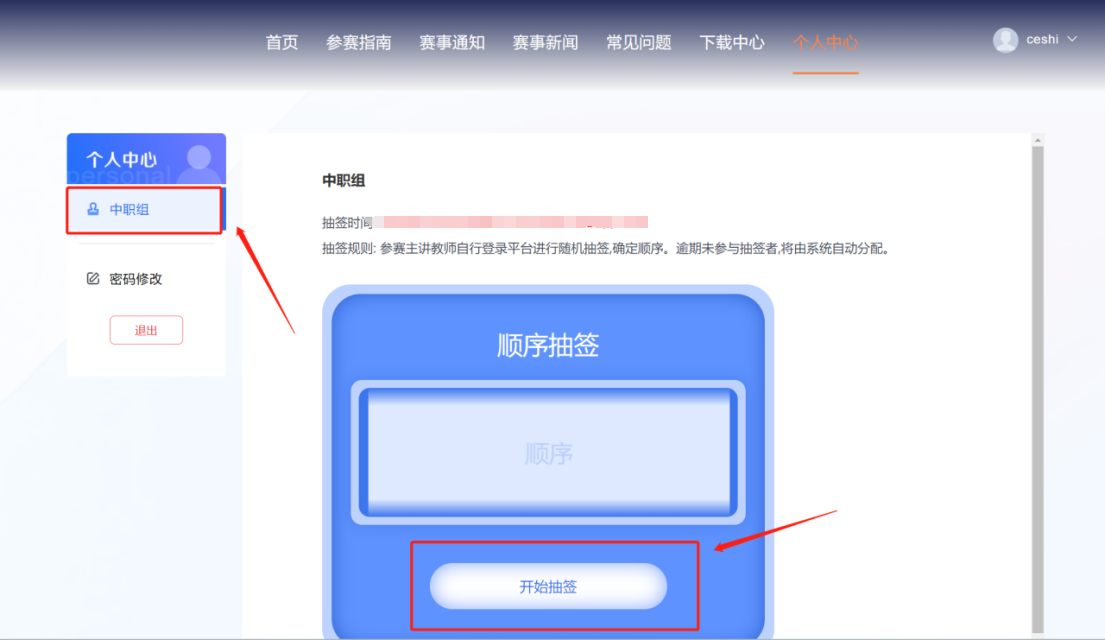 首页 参赛指南 赛事通知 赛事新闻 常见问题 下载中心 个人中心 ceshi
个人中心
personal
中职组
密码修改
退出
中职组
抽签时间
抽签规则: 参赛主讲教师自行登录平台进行随机抽签,确定顺序。逾期未参与抽签者,将由系统自动分配。
顺序抽签
顺序
开始抽签